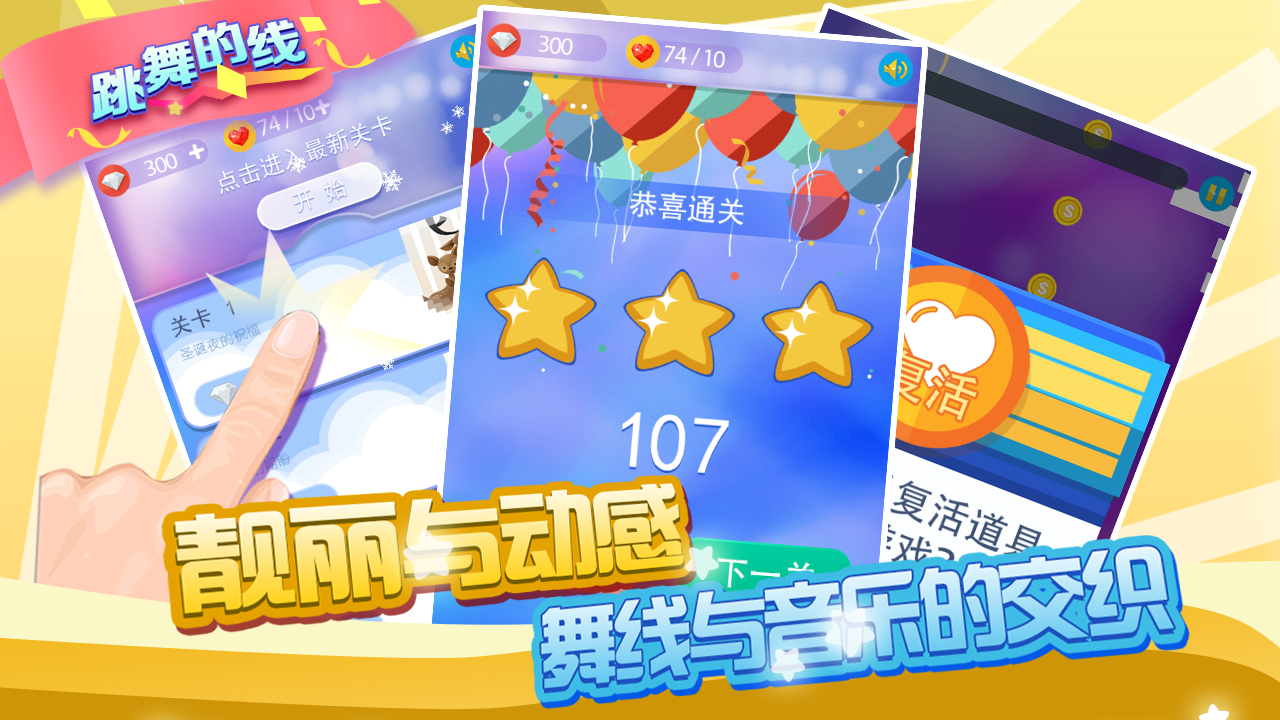 跳舞的线
300 +
74/10+
点击进入最新关卡
开始
关卡 1
圣诞夜的祝福
300
74/10
恭喜通关
107
下一关
复活
复活道具
游戏?
靓丽与动感
舞线与音乐的交织